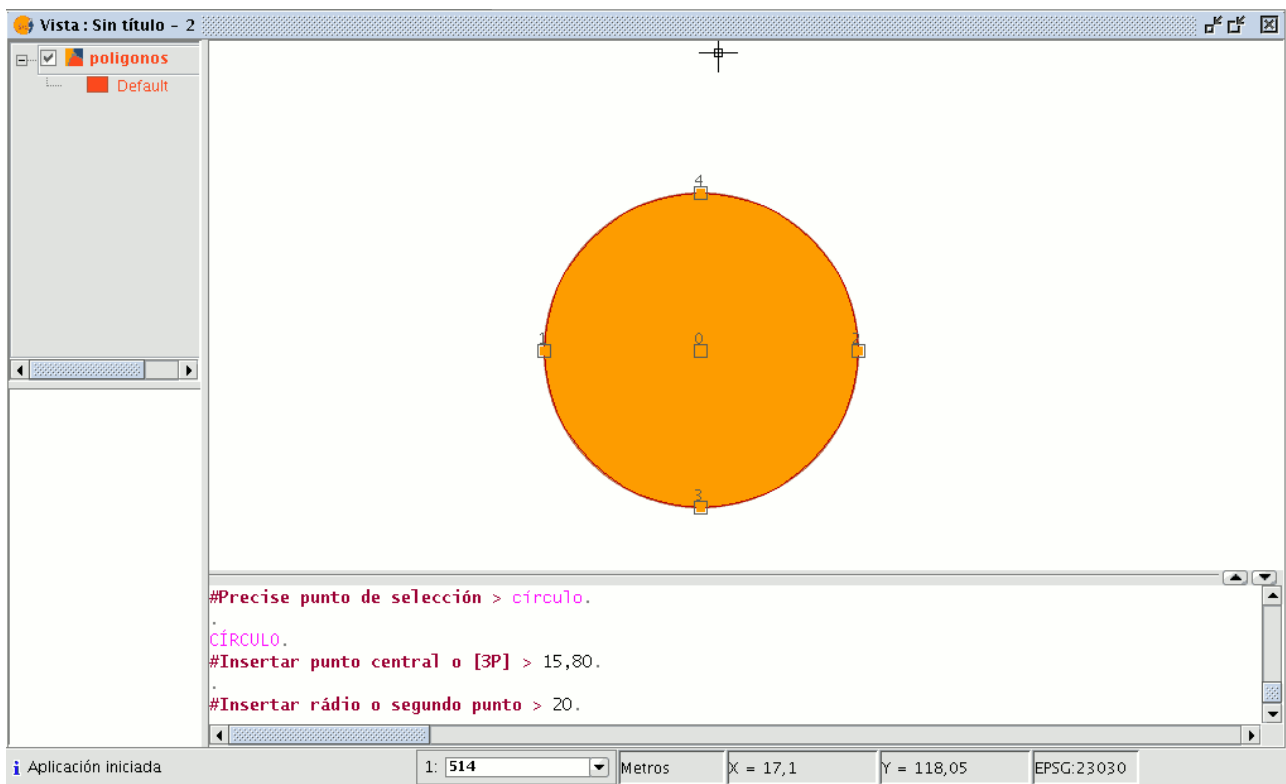 Vista : Sin título - 2
poligonos
Default
4
1
0
2
3
#Precise punto de selección > círculo.
.
CÍRCULO.
#Insertar punto central o [3P] > 15,80.
.
#Insertar rádio o segundo punto > 20.
i Aplicación iniciada
1: 514
Metros
X = 17,1
Y = 118,05
EPSG:23030